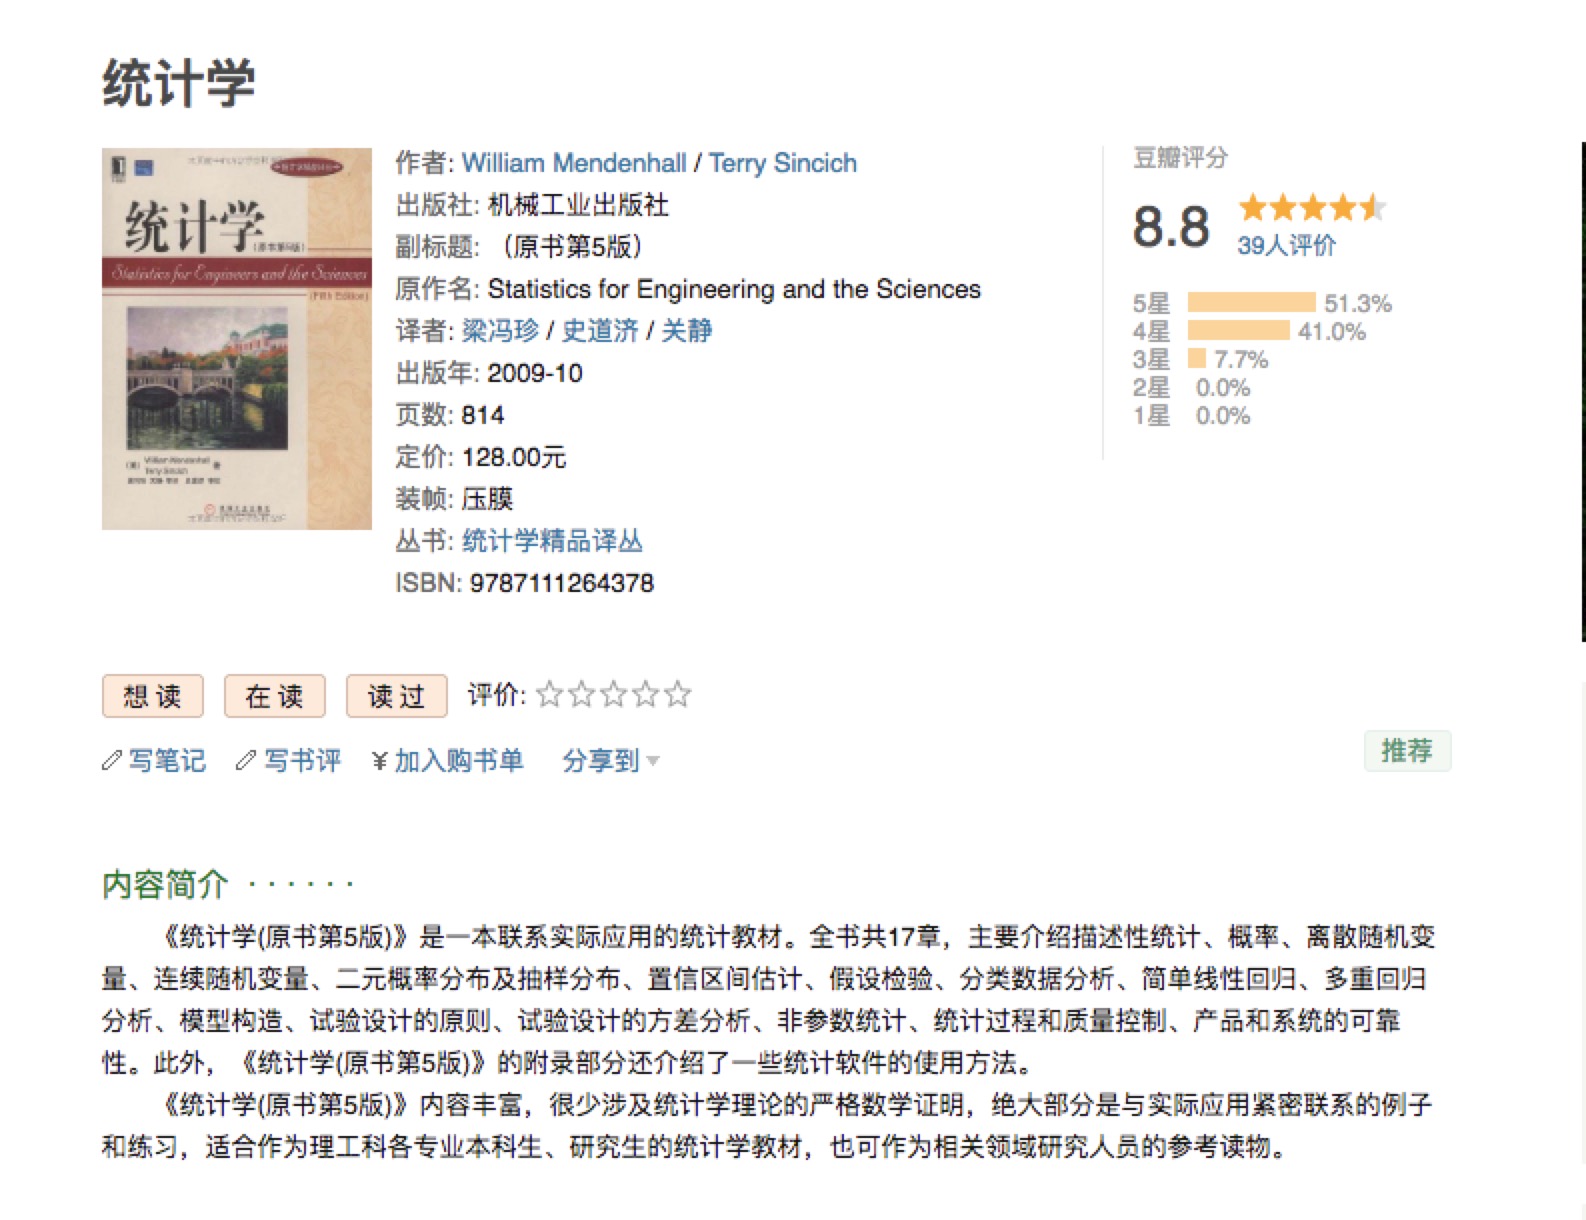 统计学
统计学
(原书第5版)
Statistics for Engineers and the Sciences
(Fifth Edition)
William Mendenhall
Terry Sincich
著
作者: William Mendenhall / Terry Sincich
出版社: 机械工业出版社
副标题: （原书第5版）
原作名: Statistics for Engineering and the Sciences
译者: 梁冯珍 / 史道济 / 关静
出版年: 2009-10
页数: 814
定价: 128.00元
装帧: 压膜
丛书: 统计学精品译丛
ISBN: 9787111264378
豆瓣评分
8.8
39人评价
5星 51.3%
4星 41.0%
3星 7.7%
2星 0.0%
1星 0.0%
想读 在读 读过 评价:
写笔记 写书评 ¥加入购书单 分享到
推荐
内容简介 · · · · · ·
《统计学(原书第5版)》是一本联系实际应用的统计教材。全书共17章，主要介绍描述性统计、概率、离散随机变
量、连续随机变量、二元概率分布及抽样分布、置信区间估计、假设检验、分类数据分析、简单线性回归、多重回归
分析、模型构造、试验设计的原则、试验设计的方差分析、非参数统计、统计过程和质量控制、产品和系统的可靠
性。此外，《统计学(原书第5版)》的附录部分还介绍了一些统计软件的使用方法。
《统计学(原书第5版)》内容丰富，很少涉及统计学理论的严格数学证明，绝大部分是与实际应用紧密联系的例子
和练习，适合作为理工科各专业本科生、研究生的统计学教材，也可作为相关领域研究人员的参考读物。